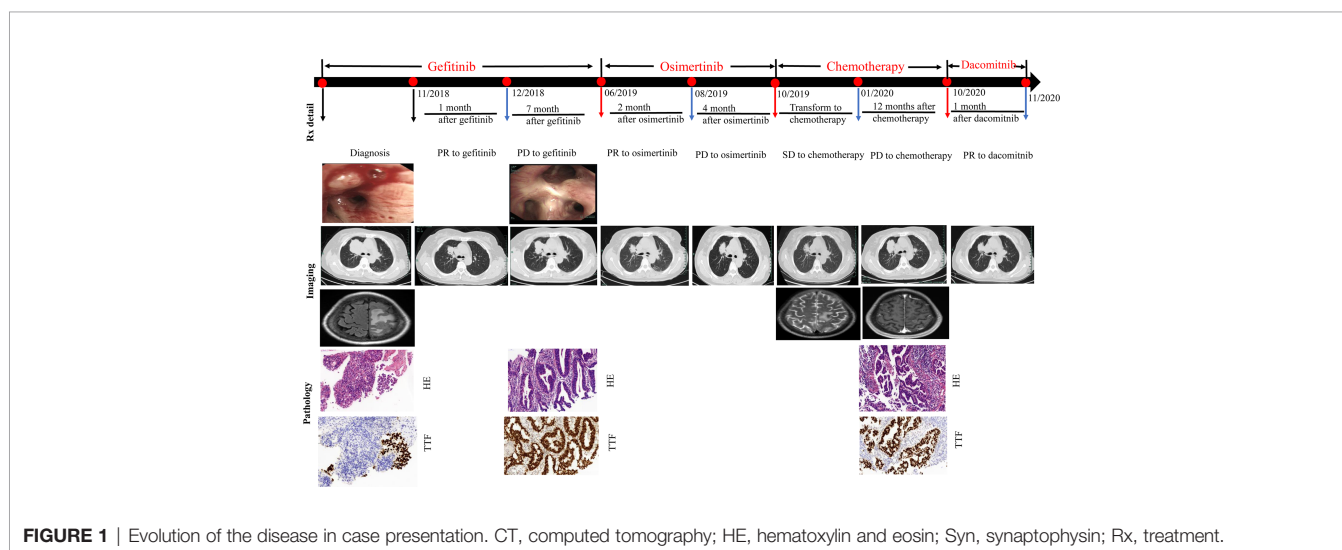 Gefitinib Osimertinib Chemotherapy Dacomitnib
11/2018 12/2018 06/2019 08/2019 10/2019 01/2020 10/2020 11/2020
Rx detail
1 month 7 month 2 month 4 month Transform to 12 months after 1 month
after gefitinib after gefitinib after osimertinib after osimertinib chemotherapy chemotherapy after dacomitinib
Diagnosis PR to gefitinib PD to gefitinib PR to osimertinib PD to osimertinib SD to chemotherapy PD to chemotherapy PR to dacomitnib
Imaging
Pathology
HE HE HE
TTF TTF TTF
FIGURE 1 | Evolution of the disease in case presentation. CT, computed tomography; HE, hematoxylin and eosin; Syn, synaptophysin; Rx, treatment.